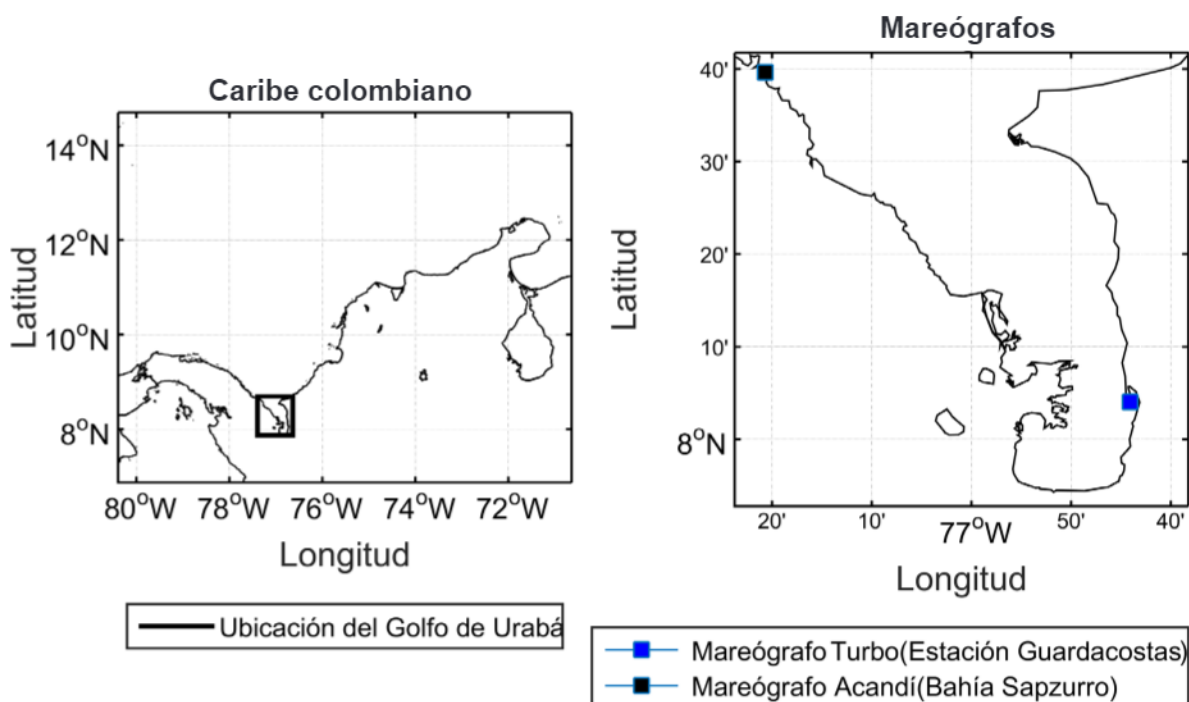 Caribe colombiano
14°N
12°N
10°N
8°N
Latitud
80°W 78°W 76°W 74°W 72°W
Longitud
Ubicación del Golfo de Urabá
Mareógrafos
40'
30'
20'
10'
8°N
Latitud
20' 10' 77°W 50' 40'
Longitud
Mareógrafo Turbo(Estación Guardacostas)
Mareógrafo Acandí(Bahía Sapzurro)